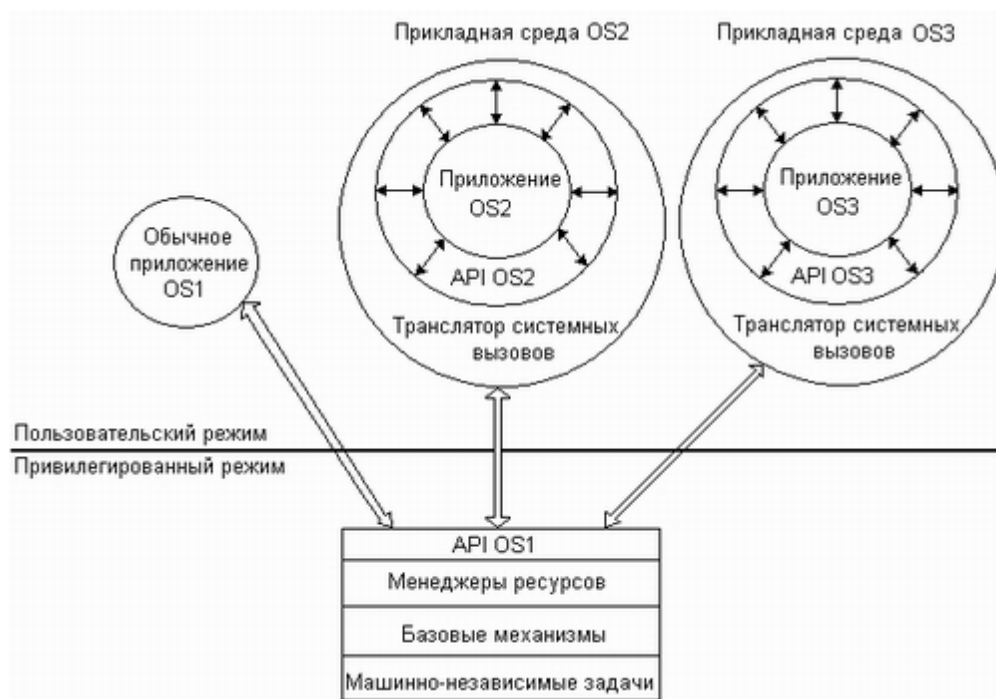 Прикладная среда OS2
Прикладная среда OS3
Приложение
OS2
API OS2
Транслятор системных
вызовов
Приложение
OS3
API OS3
Транслятор системных
вызовов
Обычное
приложение
OS1
Пользовательский режим
Привилегированный режим
API OS1
Менеджеры ресурсов
Базовые механизмы
Машинно-независимые задачи